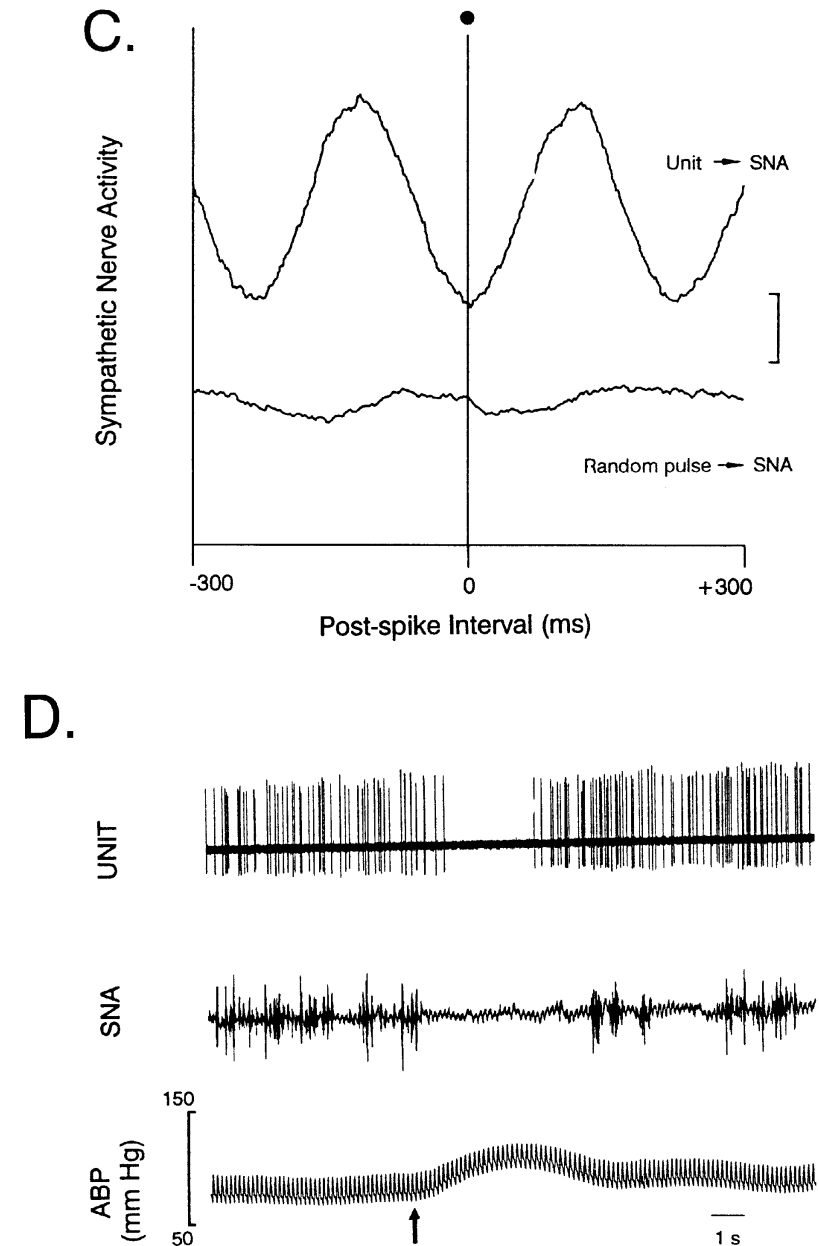 C.
Sympathetic Nerve Activity
Unit → SNA
Random pulse → SNA
-300
0
+300
Post-spike Interval (ms)
D.
UNIT
SNA
150
ABP
(mm Hg)
50
1 s